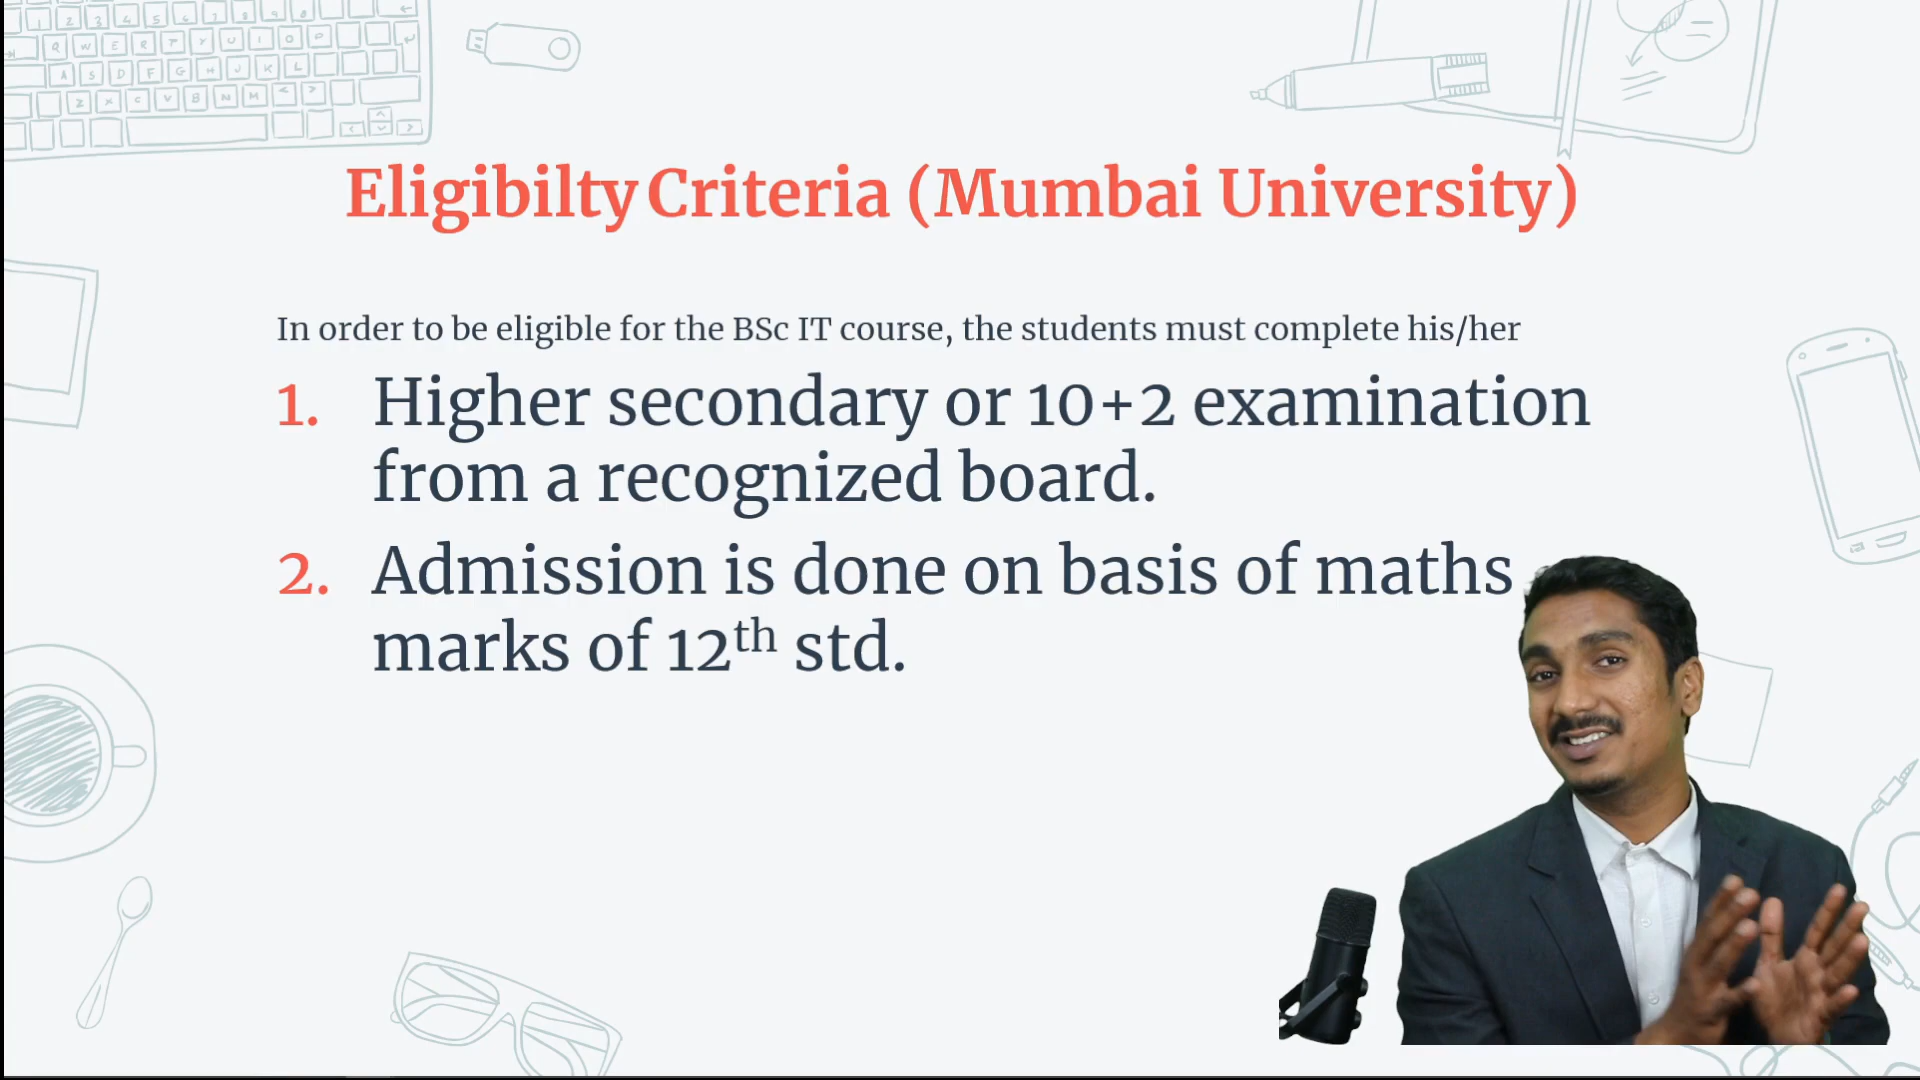 Eligibilty Criteria (Mumbai University)
In order to be eligible for the BSc IT course, the students must complete his/her
1. Higher secondary or 10+2 examination
from a recognized board.
2. Admission is done on basis of maths
marks of 12th std.